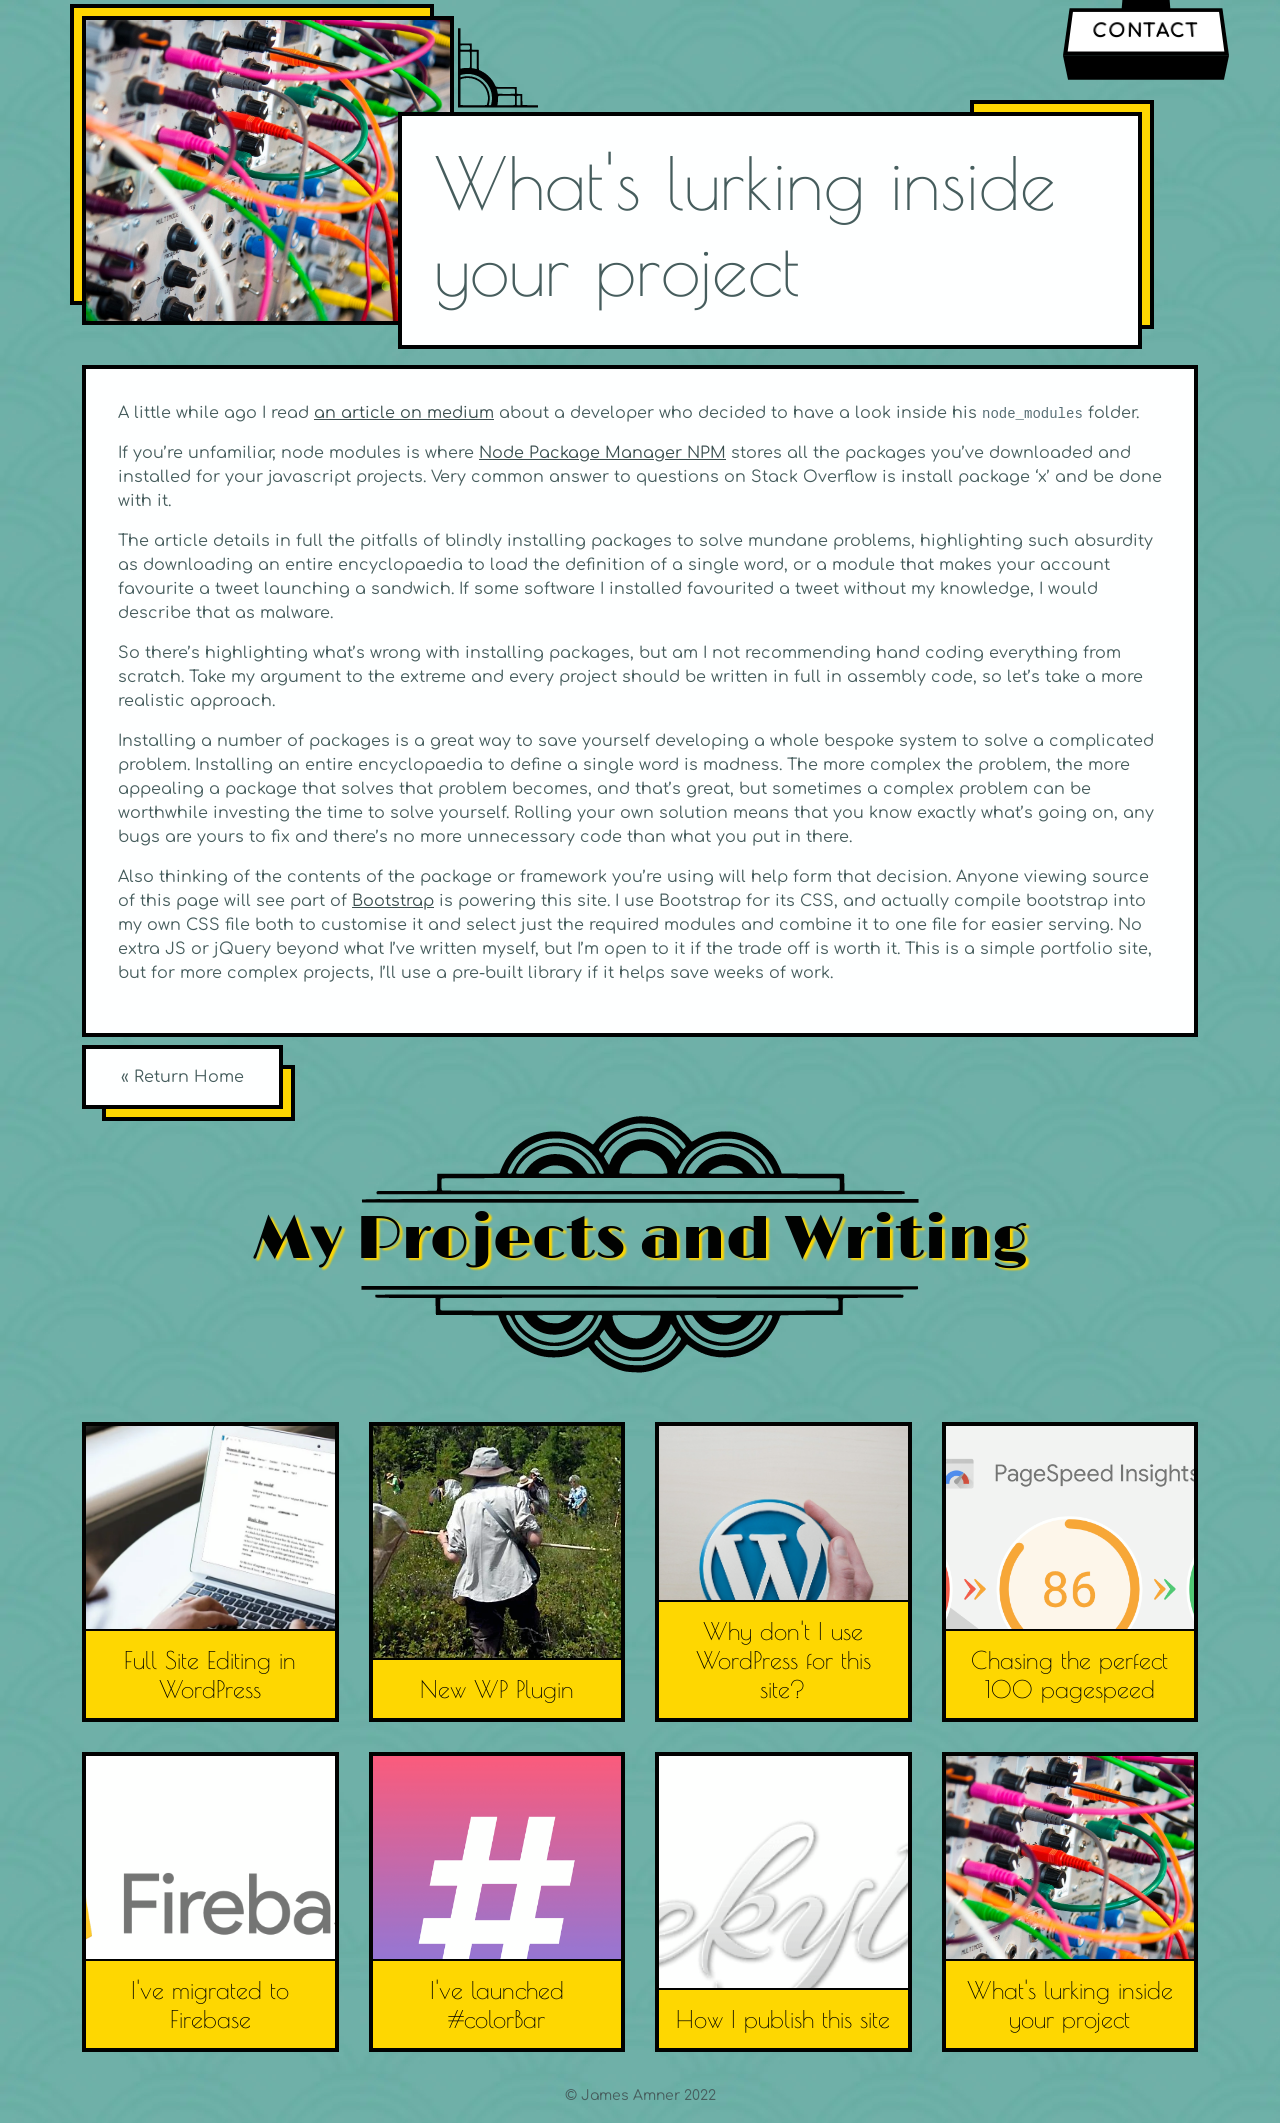 CONTACT
What's lurking inside
your project
A little while ago I read an article on medium about a developer who decided to have a look inside his node_modules folder.
If you’re unfamiliar, node modules is where Node Package Manager NPM stores all the packages you’ve downloaded and
installed for your javascript projects. Very common answer to questions on Stack Overflow is install package ‘x’ and be done
with it.
The article details in full the pitfalls of blindly installing packages to solve mundane problems, highlighting such absurdity
as downloading an entire encyclopaedia to load the definition of a single word, or a module that makes your account
favourite a tweet launching a sandwich. If some software I installed favourited a tweet without my knowledge, I would
describe that as malware.
So there’s highlighting what’s wrong with installing packages, but am I not recommending hand coding everything from
scratch. Take my argument to the extreme and every project should be written in full in assembly code, so let’s take a more
realistic approach.
Installing a number of packages is a great way to save yourself developing a whole bespoke system to solve a complicated
problem. Installing an entire encyclopaedia to define a single word is madness. The more complex the problem, the more
appealing a package that solves that problem becomes, and that’s great, but sometimes a complex problem can be
worthwhile investing the time to solve yourself. Rolling your own solution means that you know exactly what’s going on, any
bugs are yours to fix and there’s no more unnecessary code than what you put in there.
Also thinking of the contents of the package or framework you’re using will help form that decision. Anyone viewing source
of this page will see part of Bootstrap is powering this site. I use Bootstrap for its CSS, and actually compile bootstrap into
my own CSS file both to customise it and select just the required modules and combine it to one file for easier serving. No
extra JS or jQuery beyond what I’ve written myself, but I’m open to it if the trade off is worth it. This is a simple portfolio site,
but for more complex projects, I’ll use a pre-built library if it helps save weeks of work.
« Return Home
My Projects and Writing
PageSpeed Insights
86
Full Site Editing in
WordPress
New WP Plugin
Why don't I use
WordPress for this
site?
Chasing the perfect
100 pagespeed
Fireba
#
ekyl
I've migrated to
Firebase
I've launched
#colorBar
How I publish this site
What's lurking inside
your project
© James Amner 2022